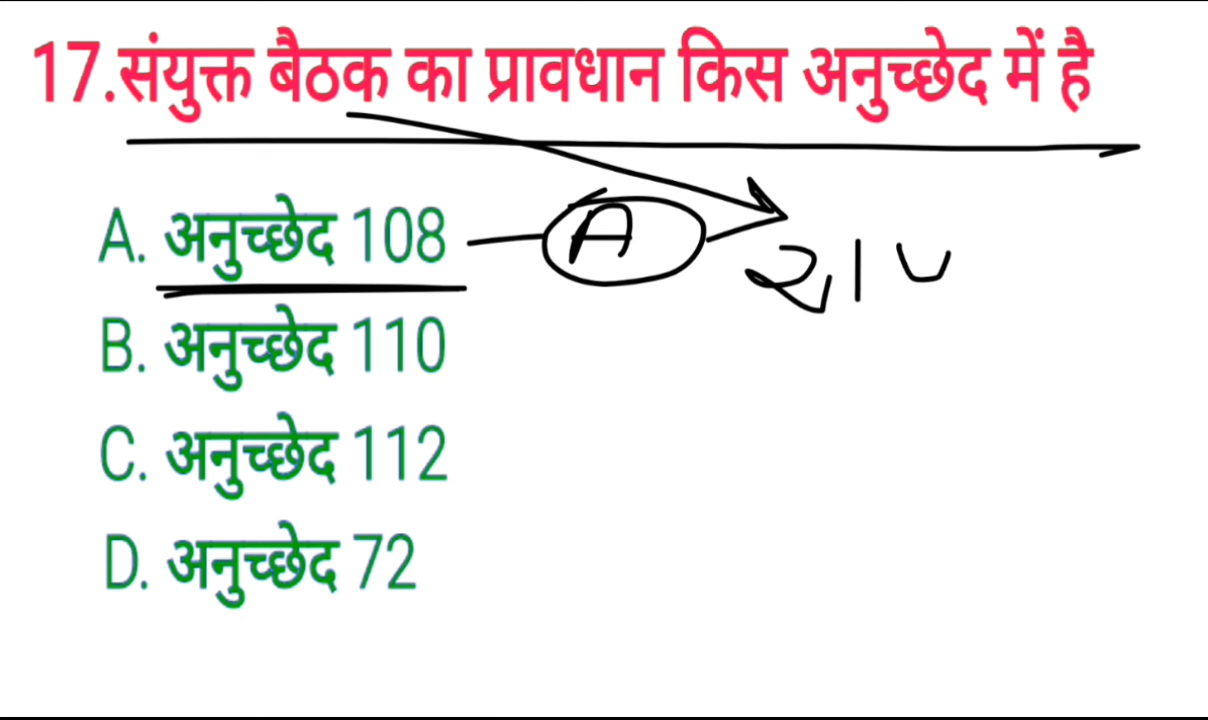 17.संयुक्त बैठक का प्रावधान किस अनुच्छेद में है
A. अनुच्छेद 108 A
B. अनुच्छेद 110
C. अनुच्छेद 112
D. अनुच्छेद 72